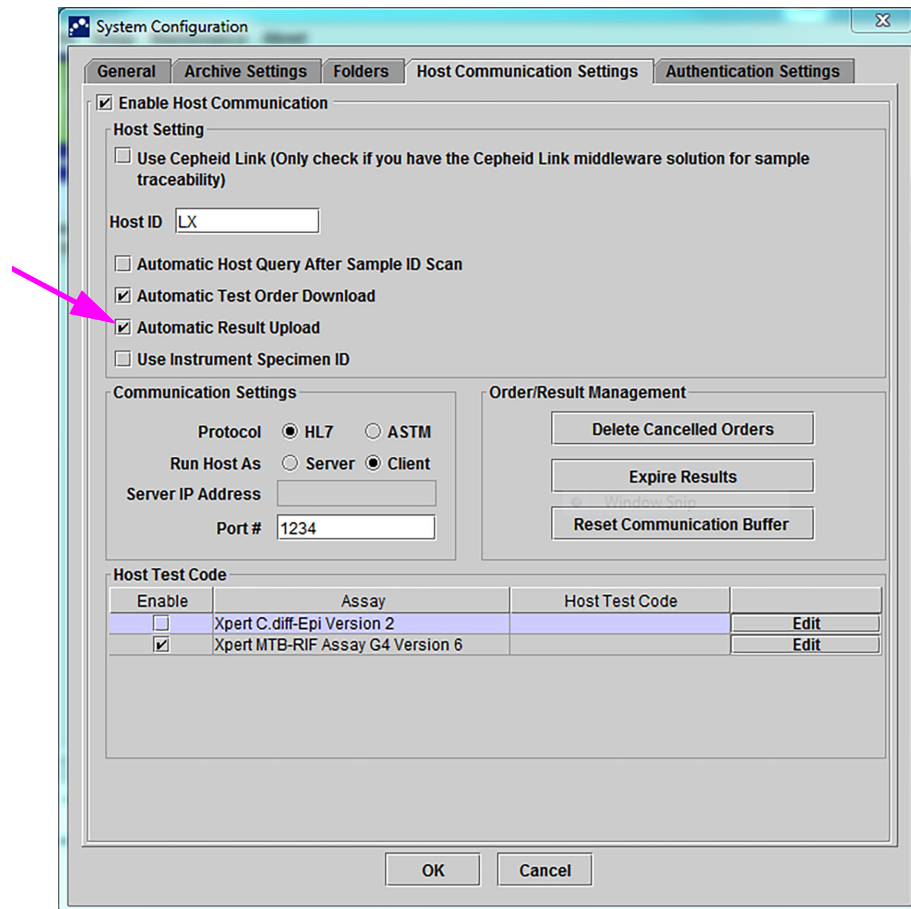 System Configuration
General Archive Settings Folders Host Communication Settings Authentication Settings
Enable Host Communication
Host Setting
Use Cepheid Link (Only check if you have the Cepheid Link middleware solution for sample
traceability)
Host ID LX
Automatic Host Query After Sample ID Scan
Automatic Test Order Download
Automatic Result Upload
Use Instrument Specimen ID
Communication Settings
Protocol HL7 ASTM
Run Host As Server Client
Server IP Address
Port # 1234
Order/Result Management
Delete Cancelled Orders
Expire Results
Window Snip
Reset Communication Buffer
Host Test Code
Enable Assay Host Test Code
Xpert C.diff-Epi Version 2 Edit
Xpert MTB-RIF Assay G4 Version 6 Edit
OK Cancel